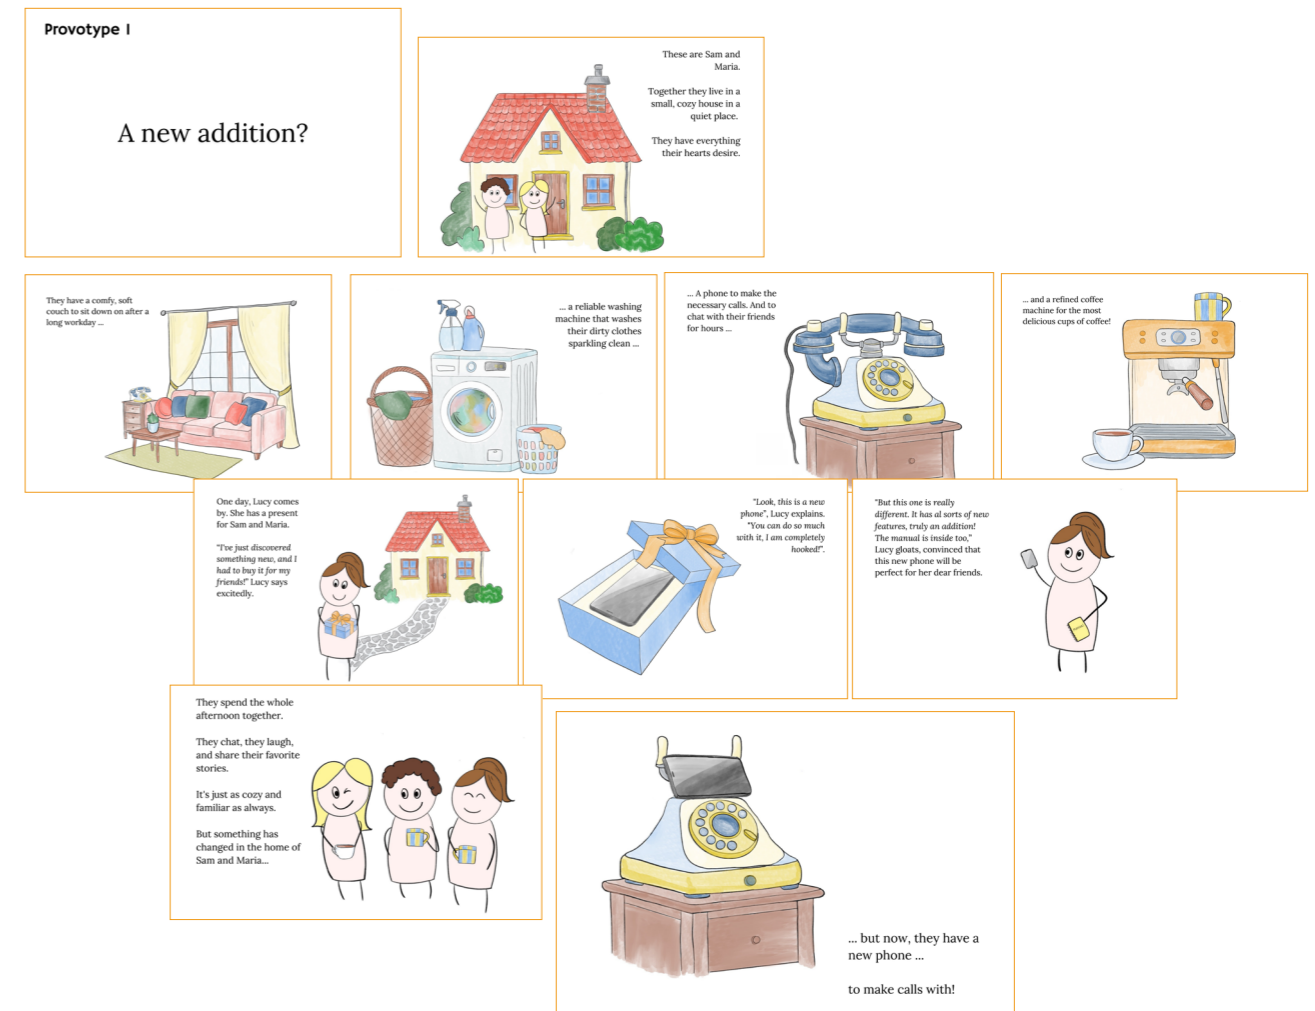 Provotype 1
A new addition?
These are Sam and
Maria.
Together they live in a
small, cozy house in a
quiet place.
They have everything
their hearts desire.
They have a comfy, soft
couch to sit down on after a
long workday ...
... a reliable washing
machine that washes
their dirty clothes
sparkling clean ...
... A phone to make the
necessary calls. And to
chat with their friends
for hours ...
... and a refined coffee
machine for the most
delicious cups of coffee!
One day, Lucy comes
by. She has a present
for Sam and Maria.
"I've just discovered
something new, and I
had to buy it for my
friends!" Lucy says
excitedly.
"Look, this is a new
phone", Lucy explains.
"You can do so much
with it, I am completely
hooked!".
"But this one is really
different. It has al sorts of new
features, truly an addition!
The manual is inside too,"
Lucy gloats, convinced that
this new phone will be
perfect for her dear friends.
They spend the whole
afternoon together.
They chat, they laugh,
and share their favorite
stories.
It's just as cozy and
familiar as always.
But something has
changed in the home of
Sam and Maria...
... but now, they have a
new phone ...
to make calls with!